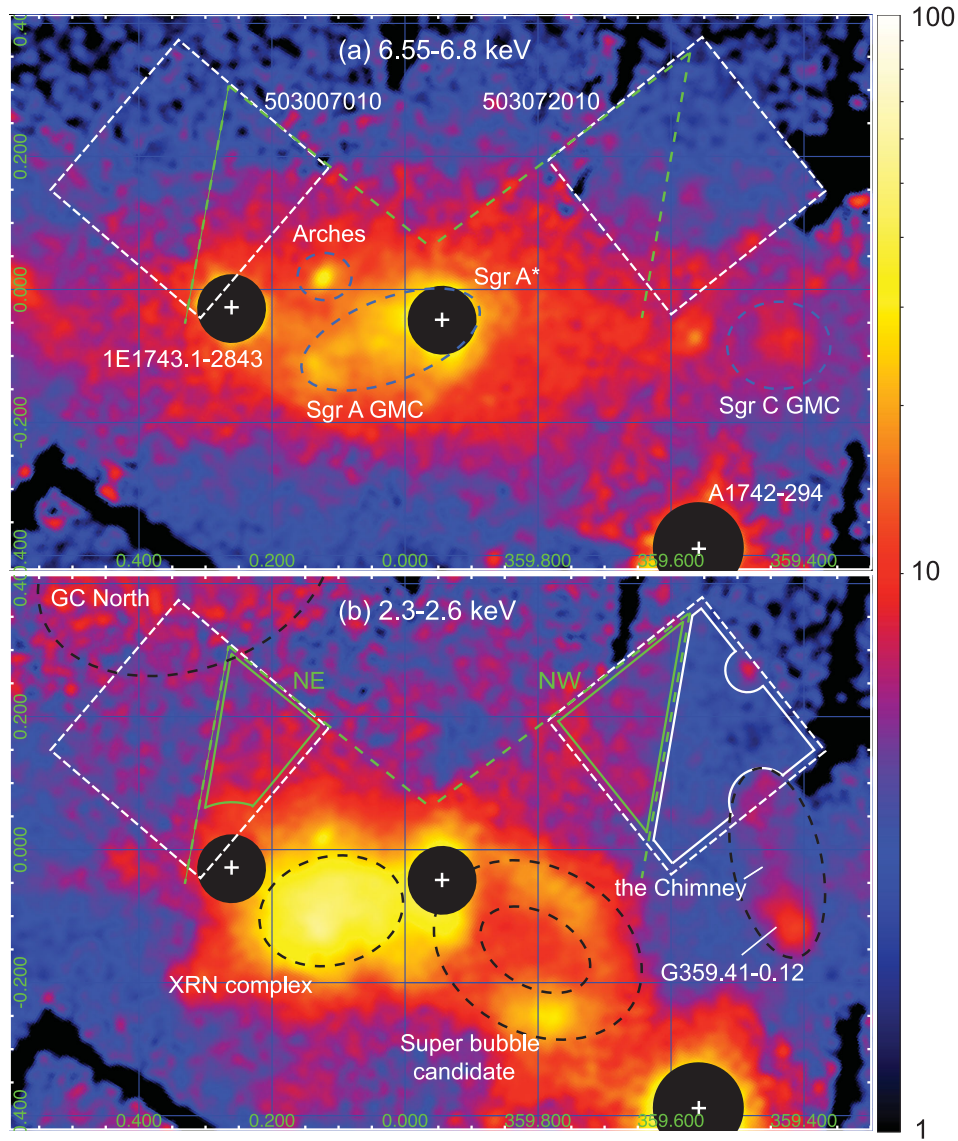 100
(a) 6.55-6.8 keV
0.400
503007010
503072010
0.200
Arches
Sgr A*
0.000
1E1743.1-2843
Sgr A GMC
Sgr C GMC
-0.200
A1742-294
-0.400
0.400
0.200
0.000
359.800
359.600
359.400
10
0.400
GC North
(b) 2.3-2.6 keV
NE
NW
0.200
0.000
the Chimney
G359.41-0.12
XRN complex
-0.200
Super bubble
candidate
-0.400
0.400
0.200
0.000
359.800
359.600
359.400
1